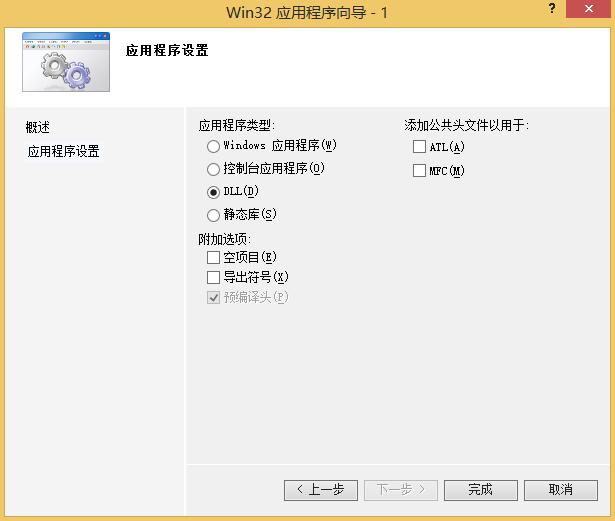 Win32 应用程序向导 - 1
?
应用程序设置
概述
应用程序设置
应用程序类型:
Windows 应用程序(W)
控制台应用程序(O)
DLL(D)
静态库(S)
附加选项:
空项目(E)
导出符号(X)
预编译头(P)
添加公共头文件以用于:
ATL(A)
MFC(M)
< 上一步
下一步 >
完成
取消